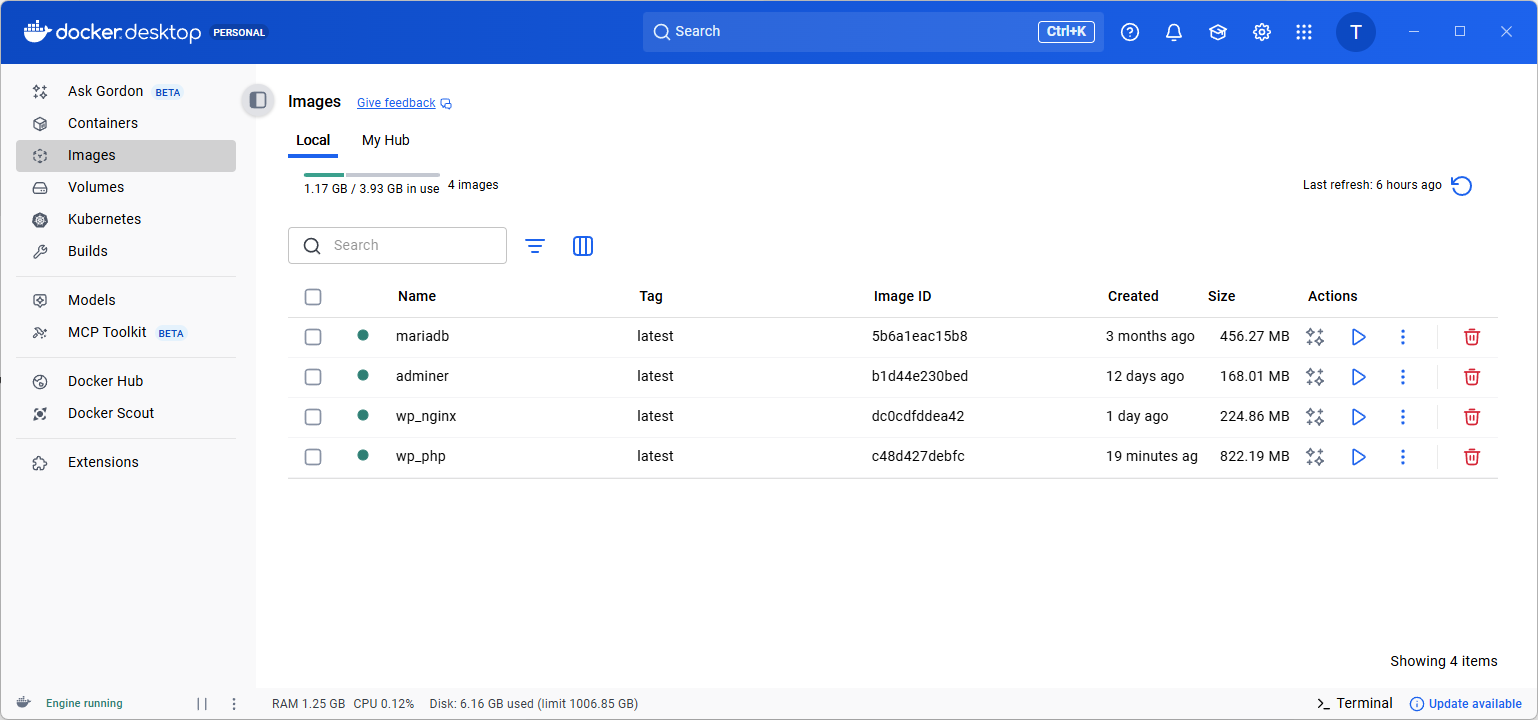 docker.desktop PERSONAL Search Ctrl+K T
Ask Gordon BETA
Containers
Images
Volumes
Kubernetes
Builds
Models
MCP Toolkit BETA
Docker Hub
Docker Scout
Extensions
Images Give feedback
Local My Hub
1.17 GB / 3.93 GB in use 4 images Last refresh: 6 hours ago
Search
Name Tag Image ID Created Size Actions
mariadb latest 5b6a1eac15b8 3 months ago 456.27 MB
adminer latest b1d44e230bed 12 days ago 168.01 MB
wp_nginx latest dc0cdfddea42 1 day ago 224.86 MB
wp_php latest c48d427debfc 19 minutes ag 822.19 MB
Showing 4 items
Engine running RAM 1.25 GB CPU 0.12% Disk: 6.16 GB used (limit 1006.85 GB) Terminal Update available